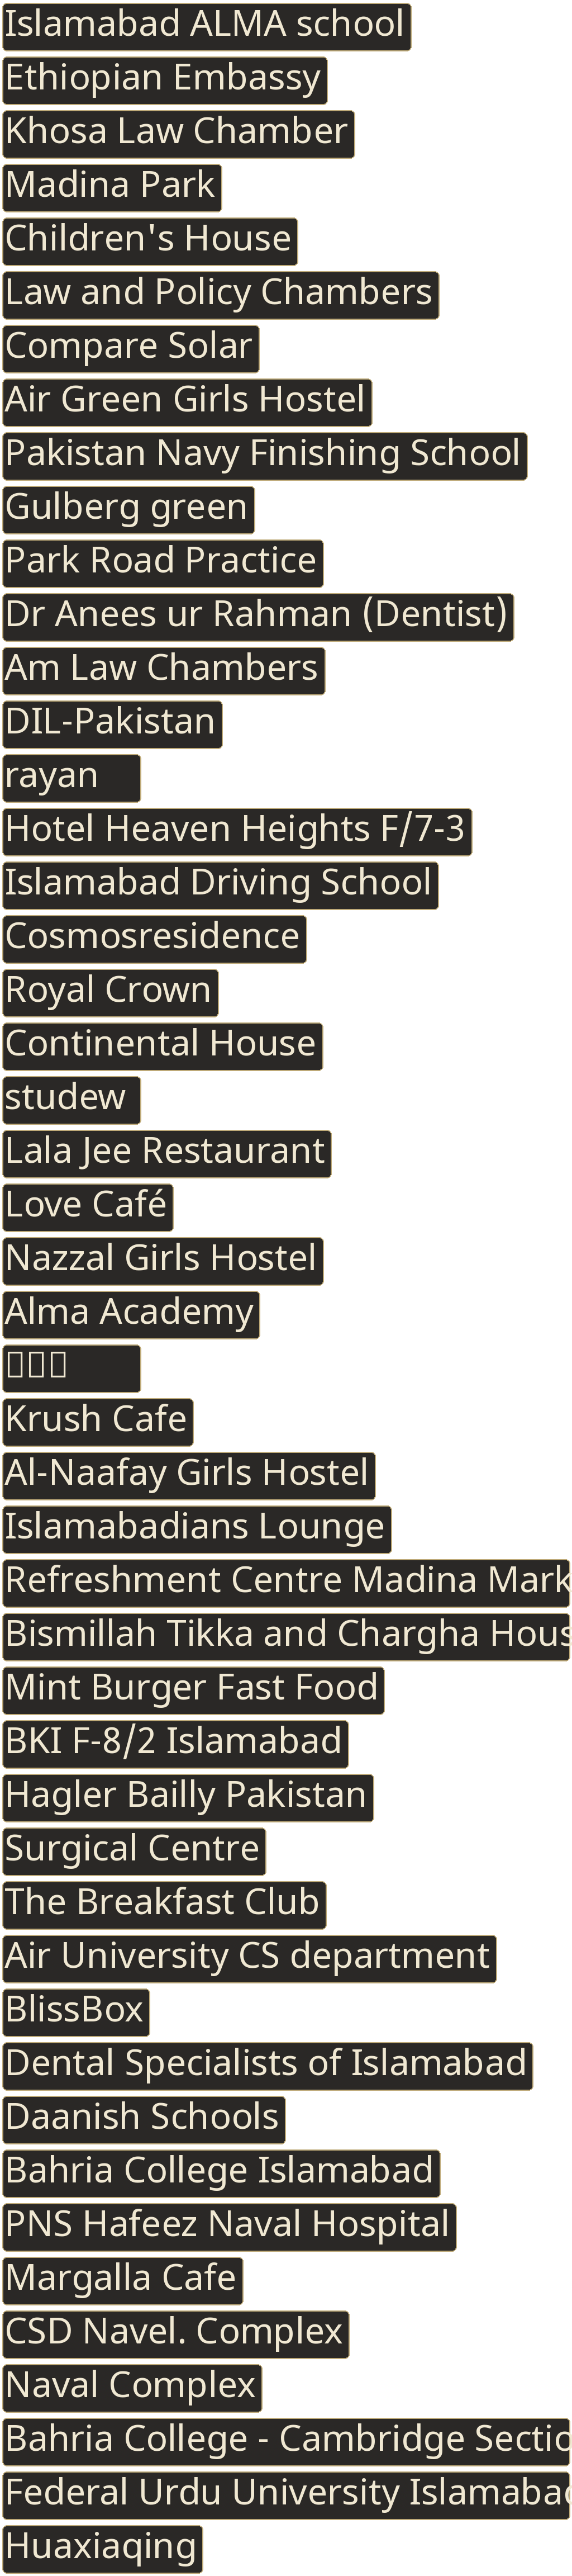 Islamabad ALMA school
Ethiopian Embassy
Khosa Law Chamber
Madina Park
Children's House
Law and Policy Chambers
Compare Solar
Air Green Girls Hostel
Pakistan Navy Finishing School
Gulberg green
Park Road Practice
Dr Anees ur Rahman (Dentist)
Am Law Chambers
DIL-Pakistan
rayan
Hotel Heaven Heights F/7-3
Islamabad Driving School
Cosmosresidence
Royal Crown
Continental House
studew
Lala Jee Restaurant
Love Café
Nazzal Girls Hostel
Alma Academy
Krush Cafe
Al-Naafay Girls Hostel
Islamabadians Lounge
Refreshment Centre Madina Mark
Bismillah Tikka and Chargha Hous
Mint Burger Fast Food
BKI F-8/2 Islamabad
Hagler Bailly Pakistan
Surgical Centre
The Breakfast Club
Air University CS department
BlissBox
Dental Specialists of Islamabad
Daanish Schools
Bahria College Islamabad
PNS Hafeez Naval Hospital
Margalla Cafe
CSD Navel. Complex
Naval Complex
Bahria College - Cambridge Sectio
Federal Urdu University Islamabad
Huaxiaqing